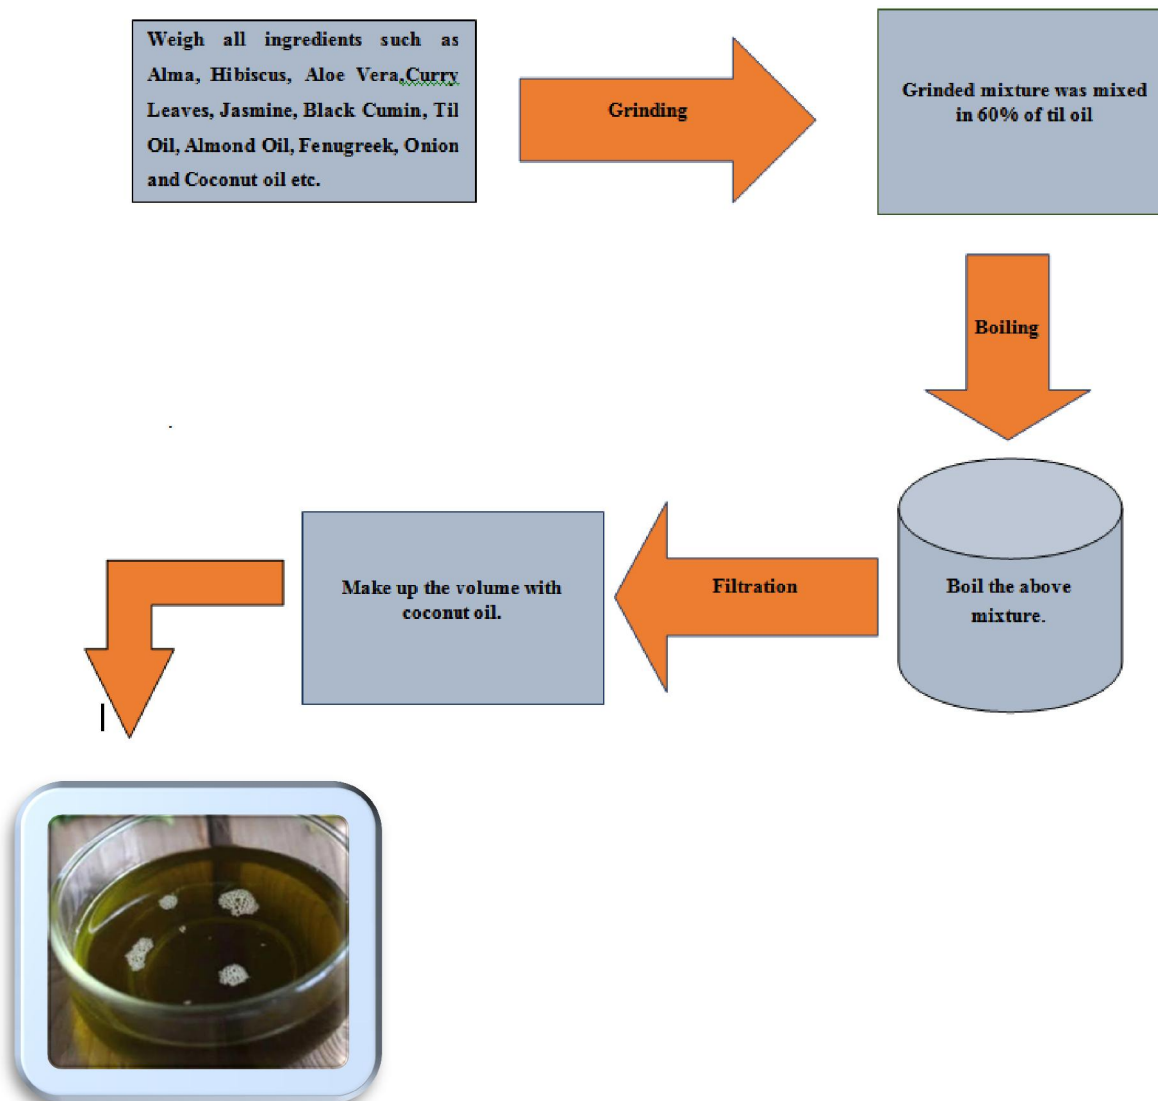 Weigh all ingredients such as
Alma, Hibiscus, Aloe Vera,Curry
Leaves, Jasmine, Black Cumin, Til
Oil, Almond Oil, Fenugreek, Onion
and Coconut oil etc.
Grinding
Grinded mixture was mixed
in 60% of til oil
Boiling
Boil the above
mixture.
Filtration
Make up the volume with
coconut oil.